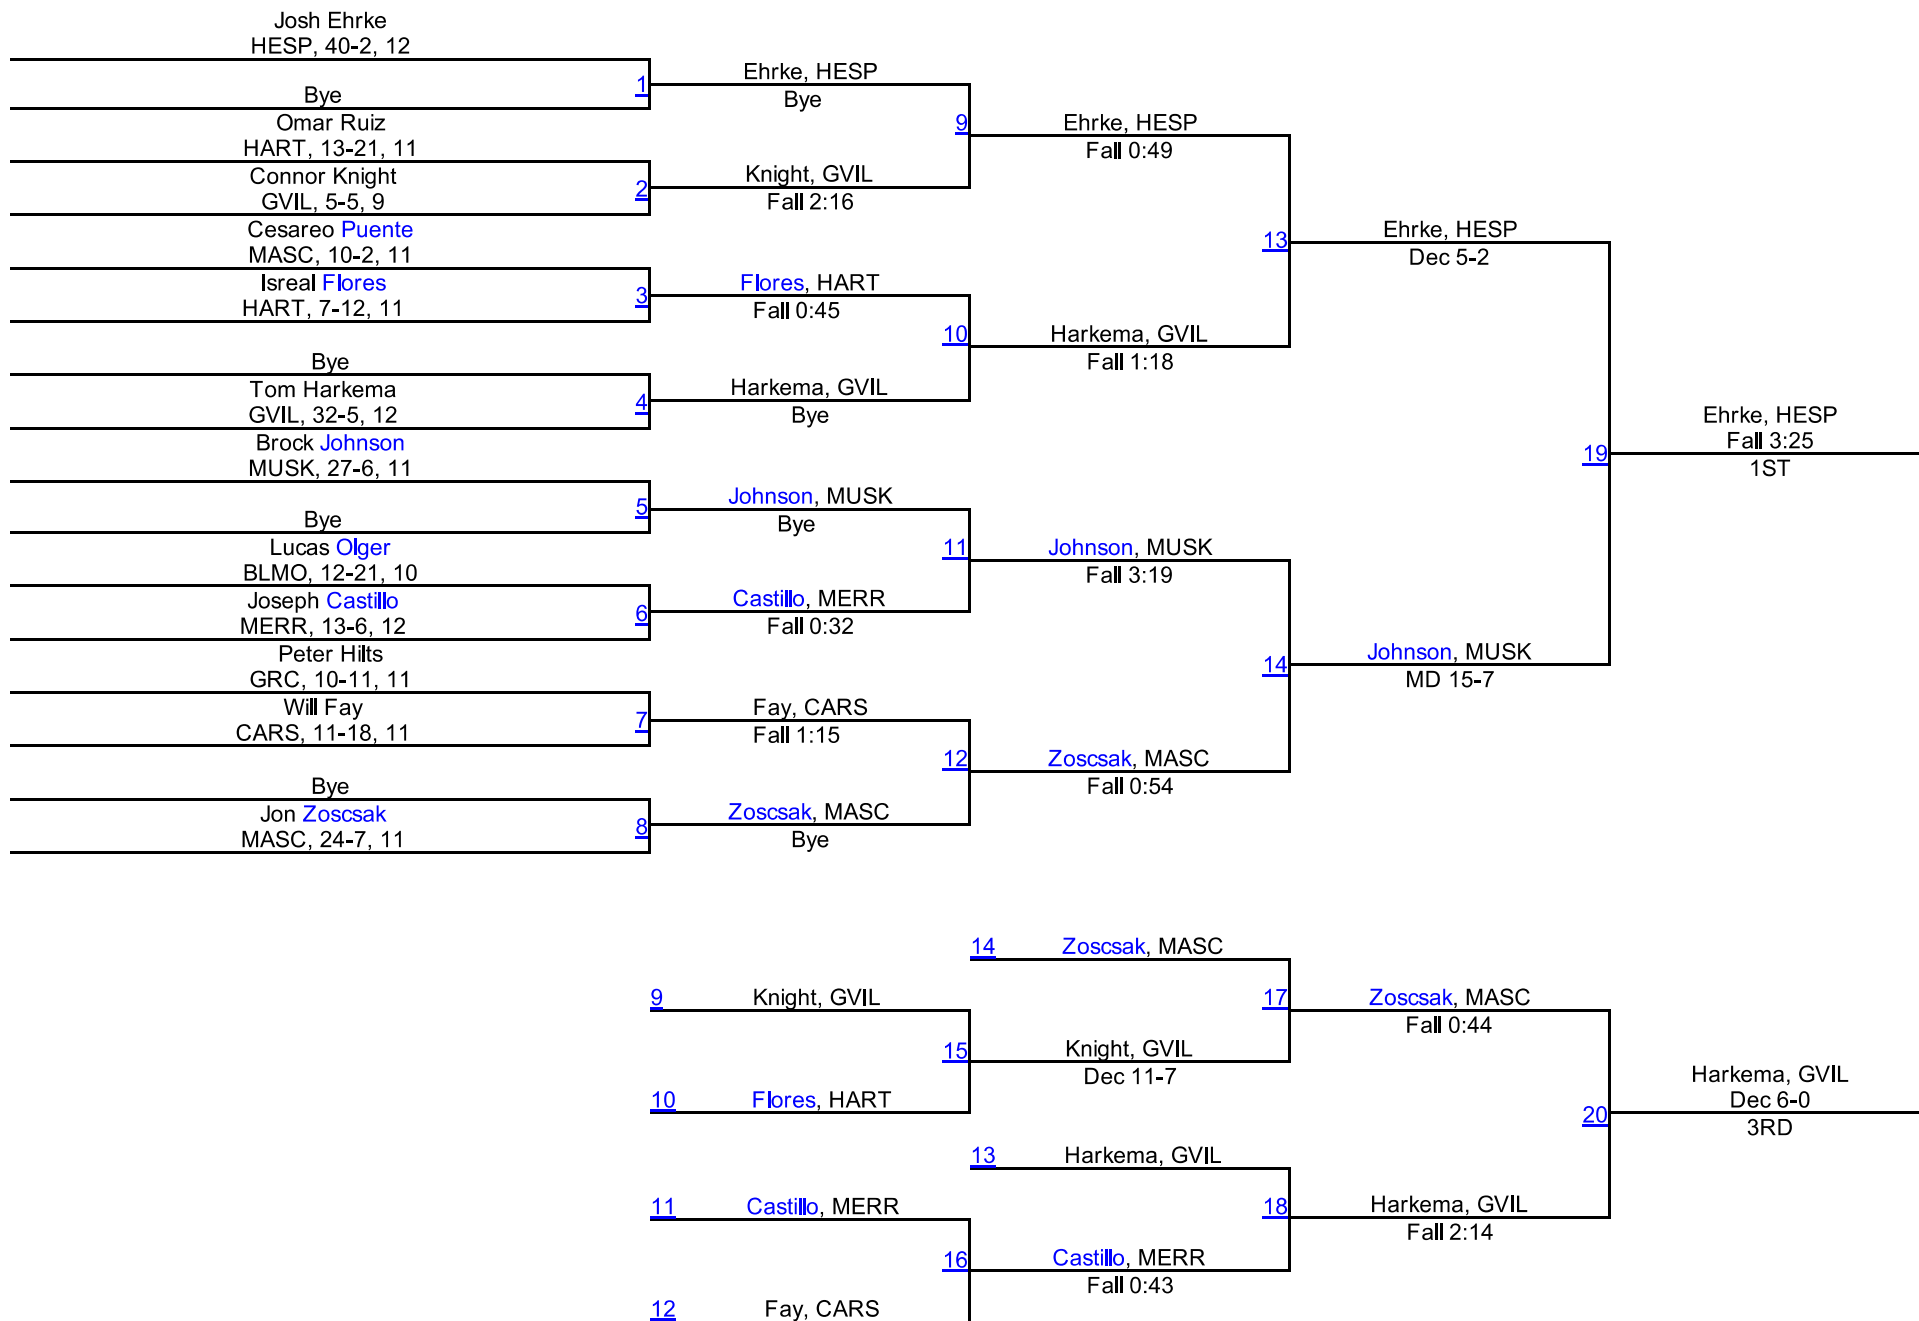 Josh Ehrke
HESP, 40-2, 12
Bye
1
Omar Ruiz
HART, 13-21, 11
Connor Knight
GVIL, 5-5, 9
2
Cesareo Puente
MASC, 10-2, 11
Isreal Flores
HART, 7-12, 11
3
Bye
Tom Harkema
GVIL, 32-5, 12
4
Brock Johnson
MUSK, 27-6, 11
Bye
5
Lucas Olger
BLMO, 12-21, 10
Joseph Castillo
MERR, 13-6, 12
6
Peter Hilts
GRC, 10-11, 11
Will Fay
CARS, 11-18, 11
7
Bye
Jon Zoscsak
MASC, 24-7, 11
8
Ehrke, HESP
Bye
9
Knight, GVIL
Fall 2:16
Flores, HART
Fall 0:45
10
Harkema, GVIL
Bye
Johnson, MUSK
Bye
11
Castillo, MERR
Fall 0:32
Fay, CARS
Fall 1:15
12
Zoscsak, MASC
Bye
Ehrke, HESP
Fall 0:49
13
Harkema, GVIL
Fall 1:18
Johnson, MUSK
Fall 3:19
14
Zoscsak, MASC
Fall 0:54
Ehrke, HESP
Dec 5-2
19
Johnson, MUSK
MD 15-7
Ehrke, HESP
Fall 3:25
1ST
9 Knight, GVIL
15
10 Flores, HART
11 Castillo, MERR
16
12 Fay, CARS
14 Zoscsak, MASC
17
Knight, GVIL
Dec 11-7
13 Harkema, GVIL
18
Castillo, MERR
Fall 0:43
Zoscsak, MASC
Fall 0:44
20
Harkema, GVIL
Fall 2:14
Harkema, GVIL
Dec 6-0
3RD